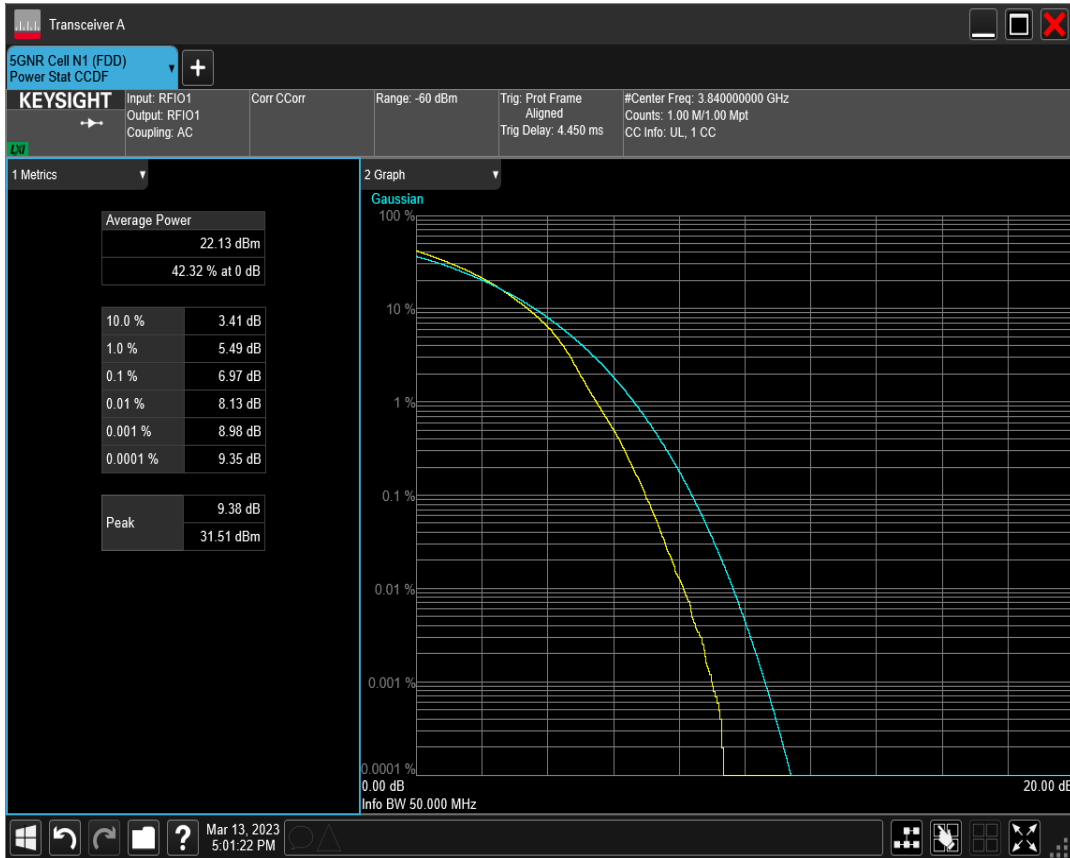 Transceiver A
5GNR Cell N1 (FDD)
Power Stat CCDF
+
KEYSIGHT
LXI
Input: RFIO1
Output: RFIO1
Coupling: AC
Corr CCorr
Range: -60 dBm
Trig: Prot Frame
Aligned
Trig Delay: 4.450 ms
#Center Freq: 3.840000000 GHz
Counts: 1.00 M/1.00 Mpt
CC Info: UL, 1 CC
1 Metrics
Average Power
22.13 dBm
42.32 % at 0 dB
10.0 % 3.41 dB
1.0 % 5.49 dB
0.1 % 6.97 dB
0.01 % 8.13 dB
0.001 % 8.98 dB
0.0001 % 9.35 dB
Peak
9.38 dB
31.51 dBm
2 Graph
Gaussian
100 %
10 %
1 %
0.1 %
0.01 %
0.001 %
0.0001 %
0.00 dB 20.00 dB
Info BW 50.000 MHz
?
Mar 13, 2023
5:01:22 PM